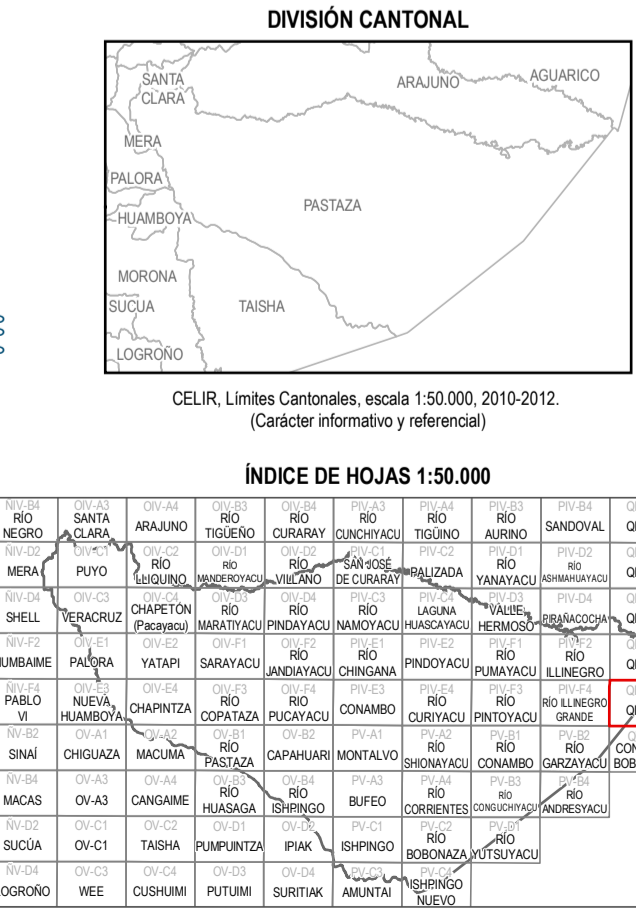 DIVISIÓN CANTONAL
SANTA
CLARA
ARAJUNO
AGUARICO
MERA
PALORA
PASTAZA
HUAMBOYA
MORONA
SUCUA
TAISHA
LOGROÑO
CELIR, Límites Cantonales, escala 1:50.000, 2010-2012.
(Carácter informativo y referencial)
ÍNDICE DE HOJAS 1:50.000
ÑIV-B4 OIV-A3 OIV-A4 OIV-B3 OIV-B4 PIV-A3 PIV-A4 PIV-B3 PIV-B4
RÍO NEGRO SANTA CLARA ARAJUNO RÍO TIGÜEÑO RÍO CURARAY RÍO CUNCHIYACU RÍO TIGÜINO RÍO AURINO SANDOVAL
ÑIV-D2 OIV-C1 OIV-C2 OIV-D1 OIV-D2 PIV-C1 PIV-C2 PIV-D1 PIV-D2
MERA PUYO RÍO LLIQUINO RÍO MANDEROYACU RÍO VILLANO SAN JOSÉ DE CURARAY PALIZADA RÍO YANAYACU RÍO ASHMAHUAYACU
ÑIV-D4 OIV-C3 OIV-C4 OIV-D3 OIV-D4 PIV-C3 PIV-C4 PIV-D3 PIV-D4
SHELL VERACRUZ CHAPETÓN (Pacayacu) RÍO MARATIYACU RÍO PINDAYACU RÍO NAMOYACU LAGUNA HUASCAYACU VALLE HERMOSO PIRAÑACOCHA
ÑIV-F2 OIV-E1 OIV-E2 OIV-F1 OIV-F2 PIV-E1 PIV-E2 PIV-F1 PIV-F2
UMBAIME PALORA YATAPI SARAYACU RÍO JANDIAYACU RÍO CHINGANA PINDOYACU RÍO PUMAYACU RÍO ILLINEGRO
ÑIV-F4 OIV-E3 OIV-E4 OIV-F3 OIV-F4 PIV-E3 PIV-E4 PIV-F3 PIV-F4
PABLO VI NUEVA HUAMBOYA CHAPINTZA RÍO COPATAZA RÍO PUCAYACU CONAMBO RÍO CURIYACU RÍO PINTOYACU RÍO ILLINEGRO GRANDE
ÑV-B2 OV-A1 OV-A2 OV-B1 OV-B2 PV-A1 PV-A2 PV-B1 PV-B2
SINAÍ CHIGUAZA MACUMA RÍO PASTAZA CAPAHUARI MONTALVO RÍO SHIONAYACU RÍO CONAMBO RÍO GARZAYACU
ÑV-B4 OV-A3 OV-A4 OV-B3 OV-B4 PV-A3 PV-A4 PV-B3 PV-B4
MACAS OV-A3 CANGAIME RÍO HUASAGA RÍO ISHPINGO BUFEO RÍO CORRIENTES RÍO CONGUCHIYACU RÍO ANDRESYACU
ÑV-D2 OV-C1 OV-C2 OV-D1 OV-D2 PV-C1 PV-C2 PV-D1
SUCÚA OV-C1 TAISHA PUMPUINTZA IPIAK ISHPINGO RÍO BOBONAZA RÍO YUTSUYACU
ÑV-D4 OV-C3 OV-C4 OV-D3 OV-D4 PV-C3 PV-C4
OGROÑO WEE CUSHUIMI PUTUIMI SURITIAK AMUNTAI ISHPINGO NUEVO